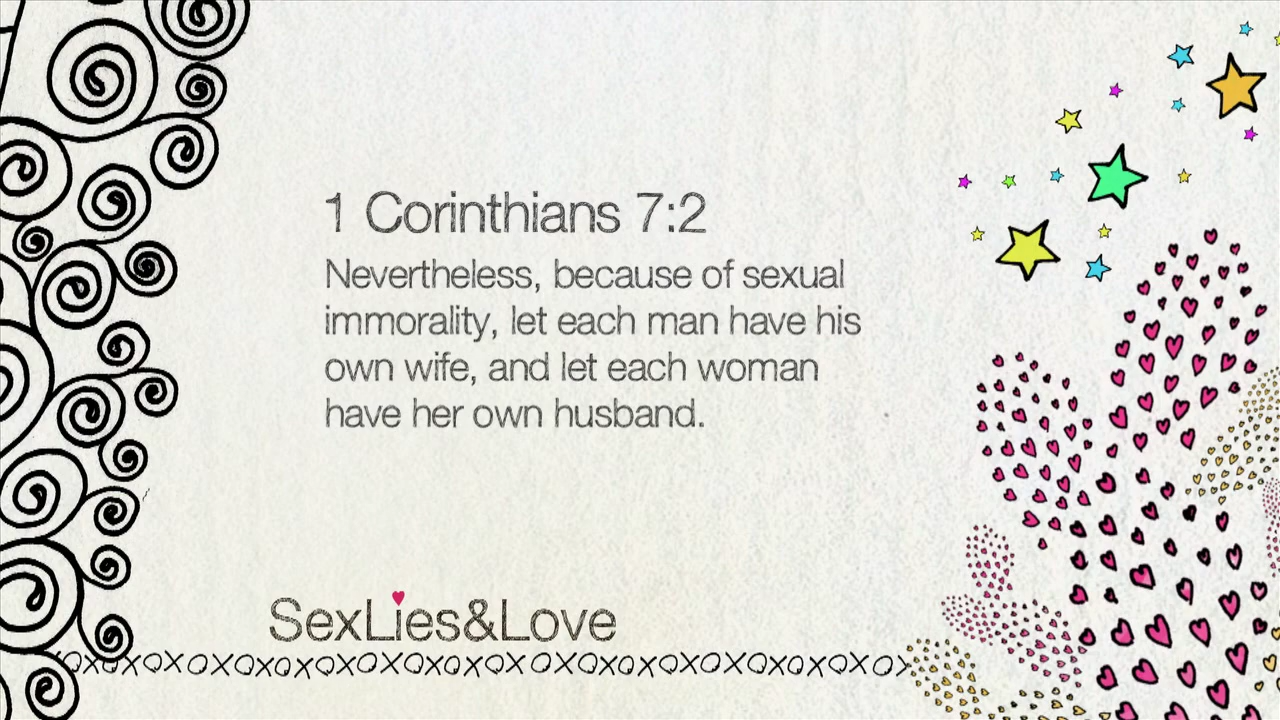 1 Corinthians 7:2
Nevertheless, because of sexual
immorality, let each man have his
own wife, and let each woman
have her own husband.
SexLies&Love
OXOXOXOXOXOXOXOXOXOXOXOXOXOXOXOXOXOXOXOX